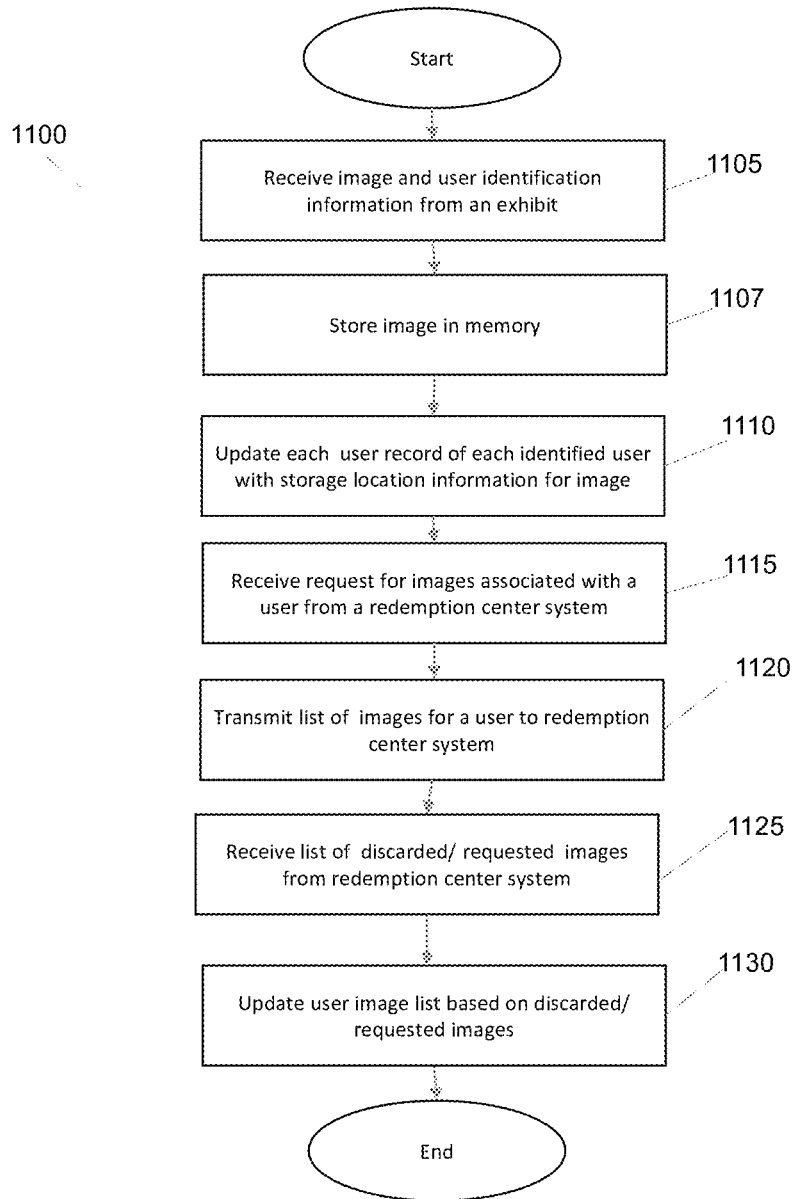 Start
1100
Receive image and user identification
information from an exhibit
1105
Store image in memory
1107
Update each user record of each identified user
with storage location information for image
1110
Receive request for images associated with a
user from a redemption center system
1115
Transmit list of images for a user to redemption
center system
1120
Receive list of discarded/ requested images
from redemption center system
1125
Update user image list based on discarded/
requested images
1130
End